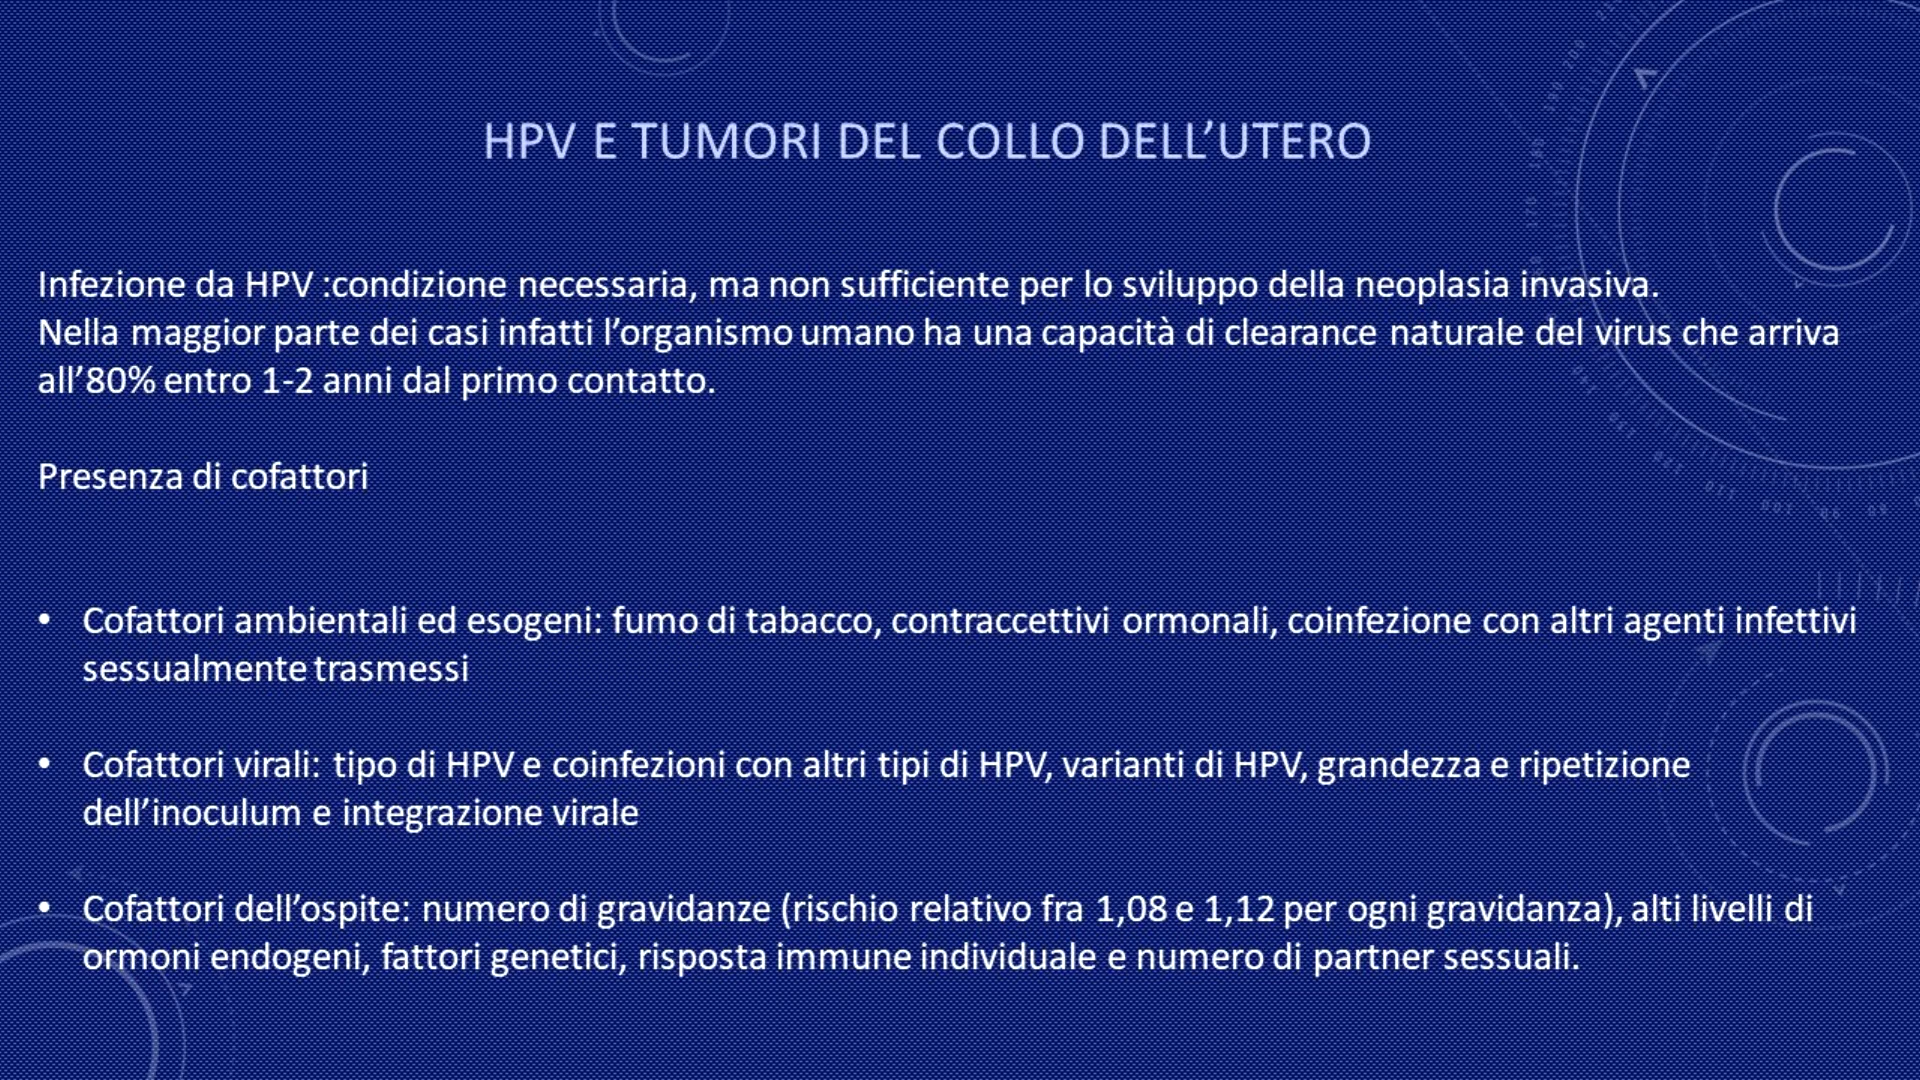 HPV E TUMORI DEL COLLO DELL’UTERO
Infezione da HPV :condizione necessaria, ma non sufficiente per lo sviluppo della neoplasia invasiva.
Nella maggior parte dei casi infatti l’organismo umano ha una capacità di clearance naturale del virus che arriva
all’80% entro 1-2 anni dal primo contatto.
Presenza di cofattori
• Cofattori ambientali ed esogeni: fumo di tabacco, contraccettivi ormonali, coinfezione con altri agenti infettivi
sessualmente trasmessi
• Cofattori virali: tipo di HPV e coinfezioni con altri tipi di HPV, varianti di HPV, grandezza e ripetizione
dell’inoculum e integrazione virale
• Cofattori dell’ospite: numero di gravidanze (rischio relativo fra 1,08 e 1,12 per ogni gravidanza), alti livelli di
ormoni endogeni, fattori genetici, risposta immune individuale e numero di partner sessuali.